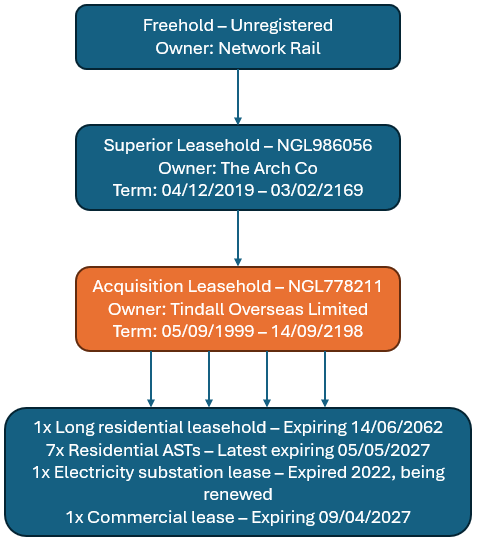 Freehold – Unregistered
Owner: Network Rail
Superior Leasehold – NGL986056
Owner: The Arch Co
Term: 04/12/2019 – 03/02/2169
Acquisition Leasehold – NGL778211
Owner: Tindall Overseas Limited
Term: 05/09/1999 – 14/09/2198
1x Long residential leasehold – Expiring 14/06/2062
7x Residential ASTs – Latest expiring 05/05/2027
1x Electricity substation lease – Expired 2022, being
renewed
1x Commercial lease – Expiring 09/04/2027